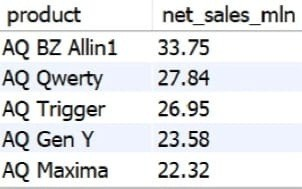 product net_sales_mln
AQ BZ Allin1 33.75
AQ Qwerty 27.84
AQ Trigger 26.95
AQ Gen Y 23.58
AQ Maxima 22.32